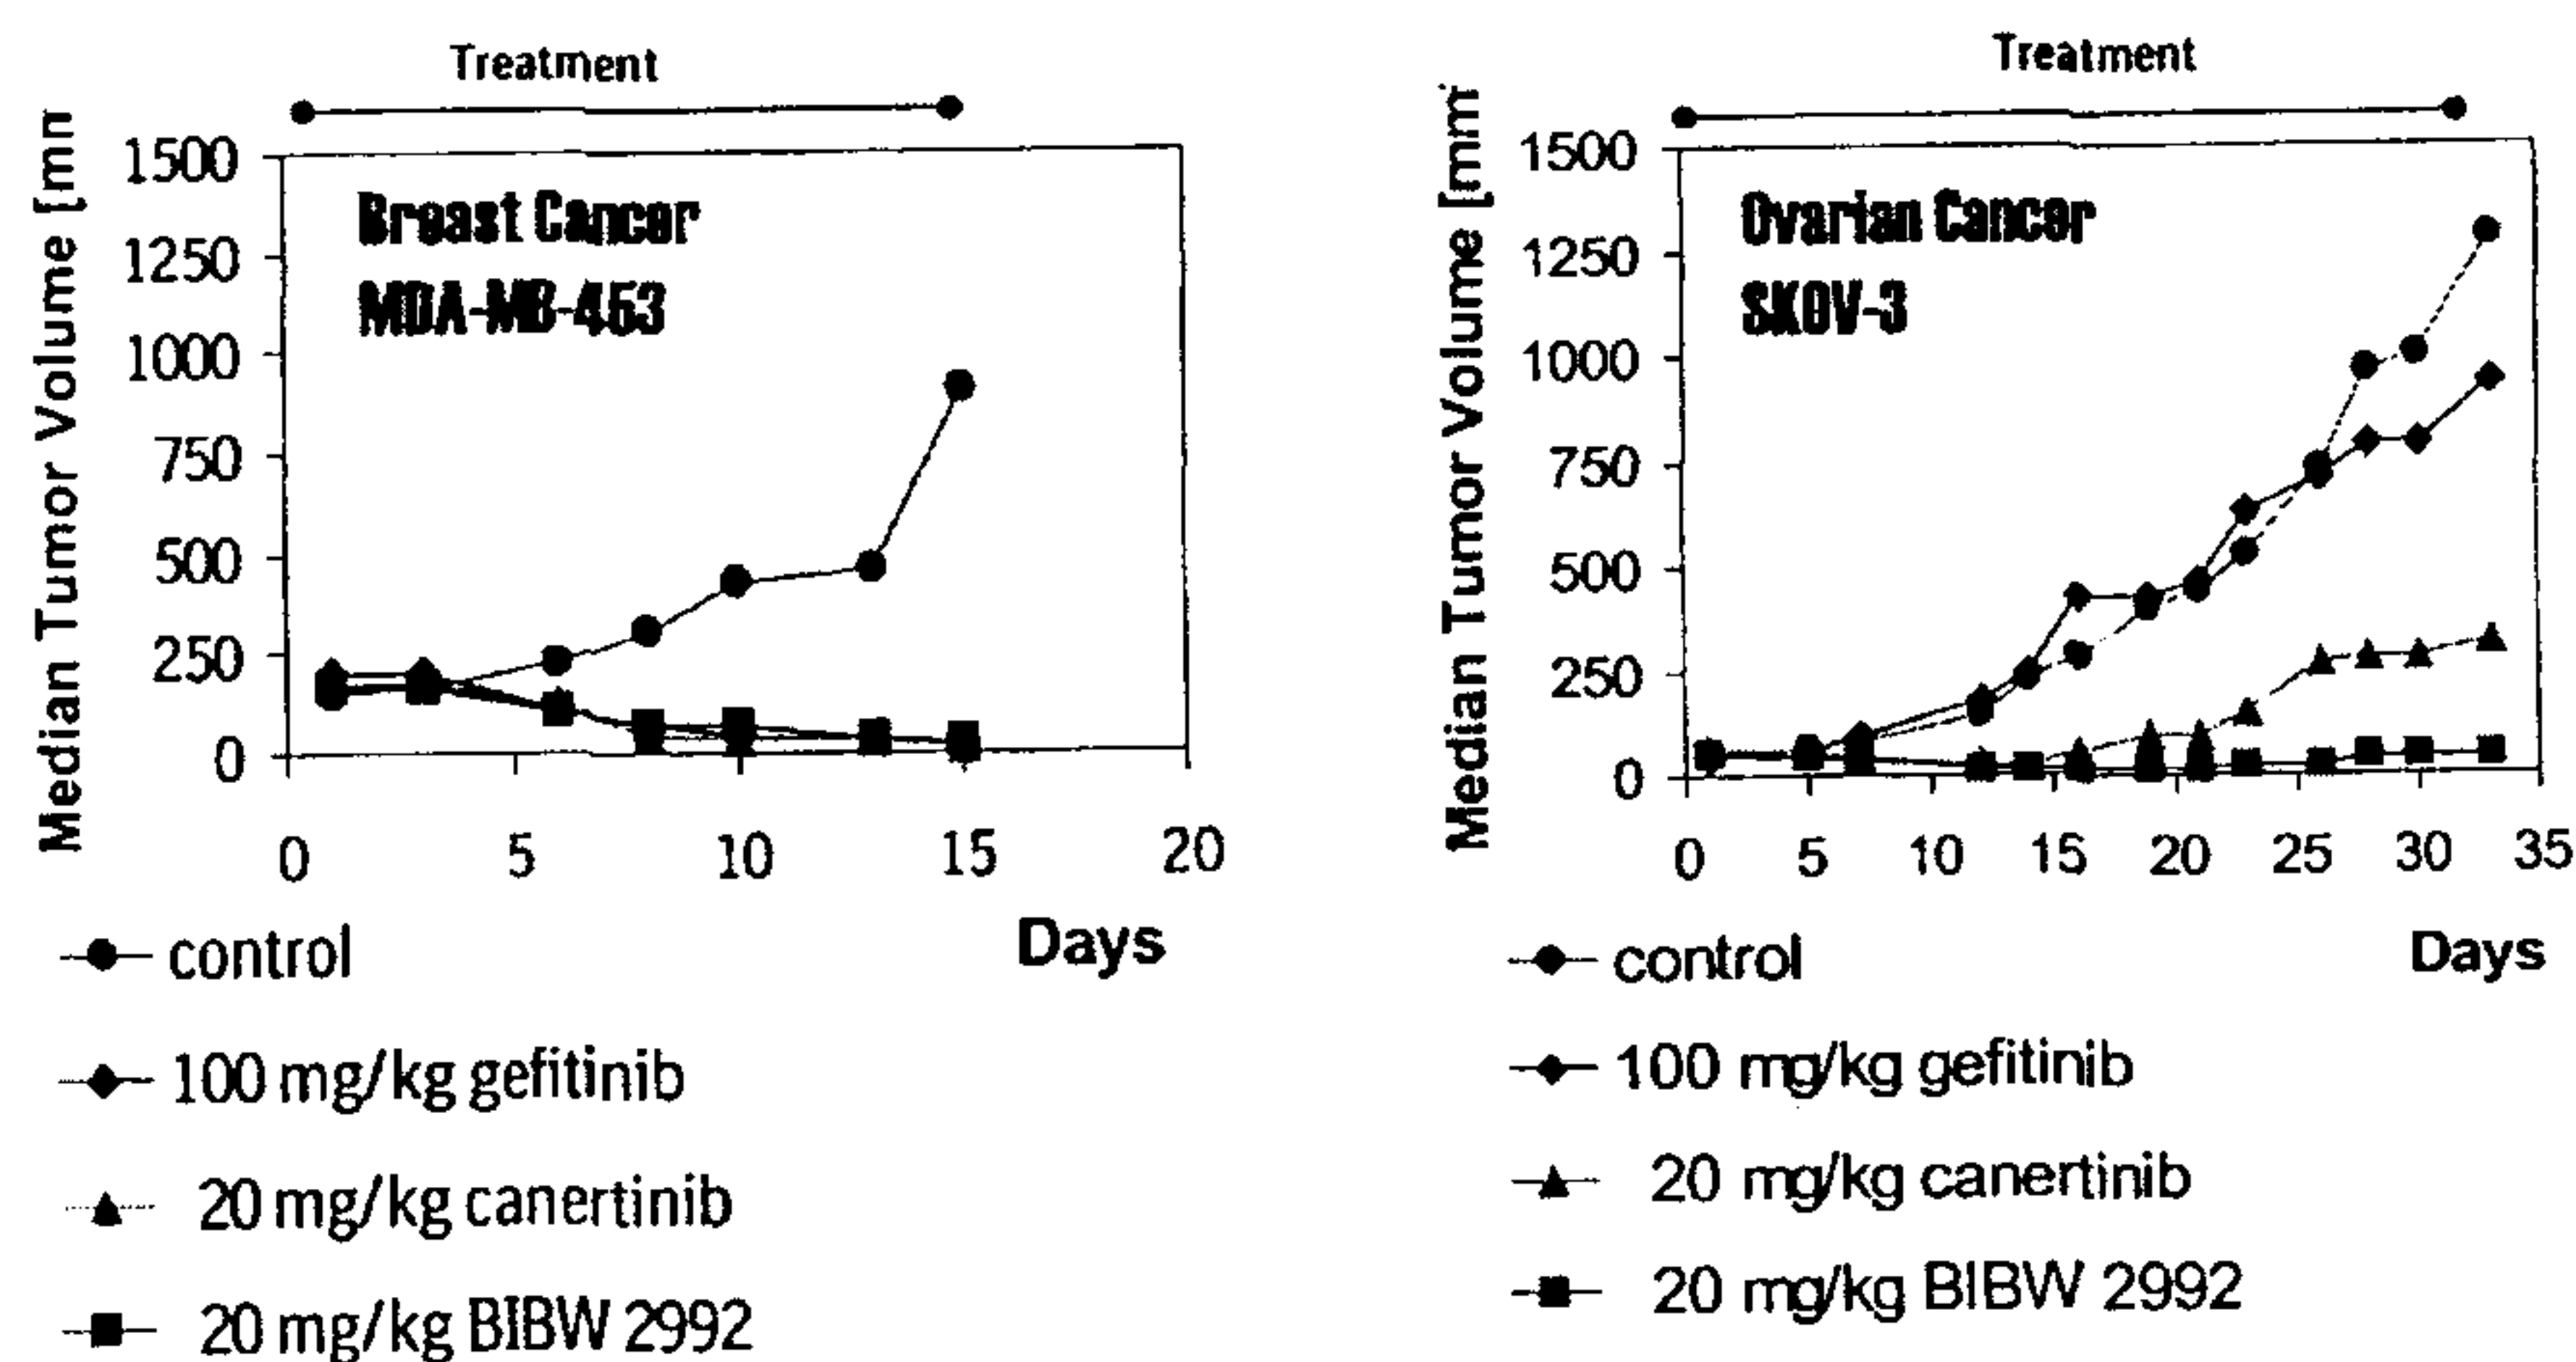 Treatment
Median Tumor Volume [mn
1500
1250
1000
750
500
250
0
Breast Cancer
MDA-MB-453
0 5 10 15 20
Days
control
100 mg/kg gefitinib
20 mg/kg canertinib
20 mg/kg BIBW 2992
Treatment
Median Tumor Volume [mm
1500
1250
1000
750
500
250
0
Ovarian Cancer
SKOV-3
0 5 10 15 20 25 30 35
Days
control
100 mg/kg gefitinib
20 mg/kg canertinib
20 mg/kg BIBW 2992